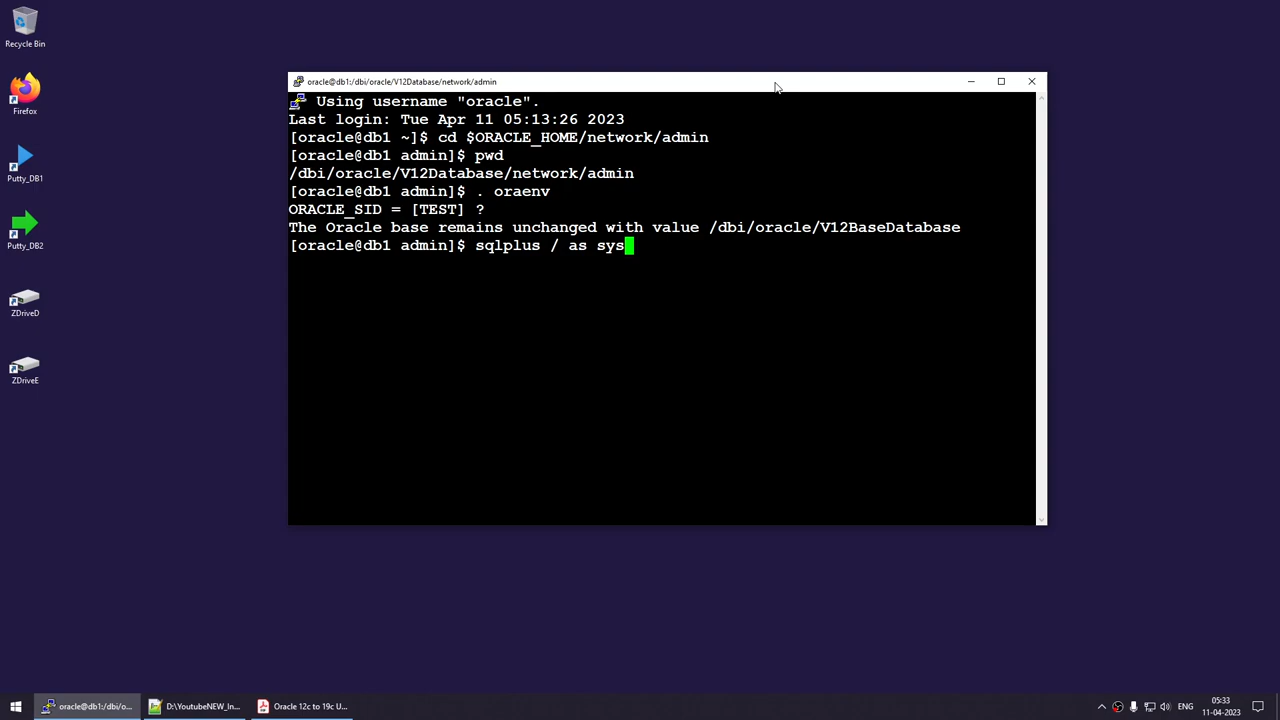 Recycle Bin
Firefox
Putty_DB1
Putty_DB2
ZDriveD
ZDriveE
oracle@db1:/dbi/oracle/V12Database/network/admin
Using username "oracle".
Last login: Tue Apr 11 05:13:26 2023
[oracle@db1 ~]$ cd $ORACLE_HOME/network/admin
[oracle@db1 admin]$ pwd
/dbi/oracle/V12Database/network/admin
[oracle@db1 admin]$ . oraenv
ORACLE_SID = [TEST] ?
The Oracle base remains unchanged with value /dbi/oracle/V12BaseDatabase
[oracle@db1 admin]$ sqlplus / as sys
oracle@db1:/dbi/o...
D:\YoutubeNEW_In...
Oracle 12c to 19c U...
ENG
05:33
11-04-2023